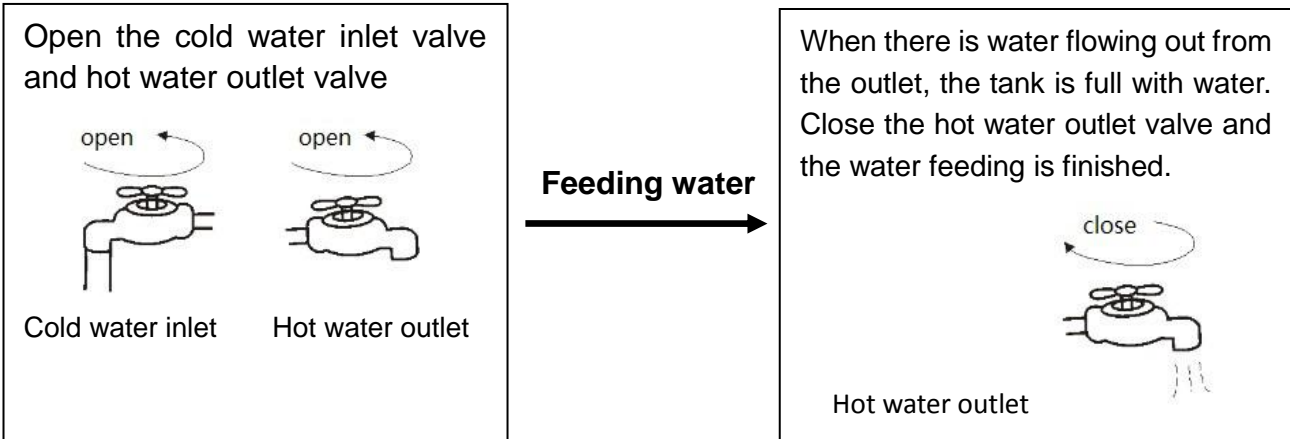 Open the cold water inlet valve
and hot water outlet valve
open
open
Cold water inlet
Hot water outlet
Feeding water
When there is water flowing out from
the outlet, the tank is full with water.
Close the hot water outlet valve and
the water feeding is finished.
close
Hot water outlet